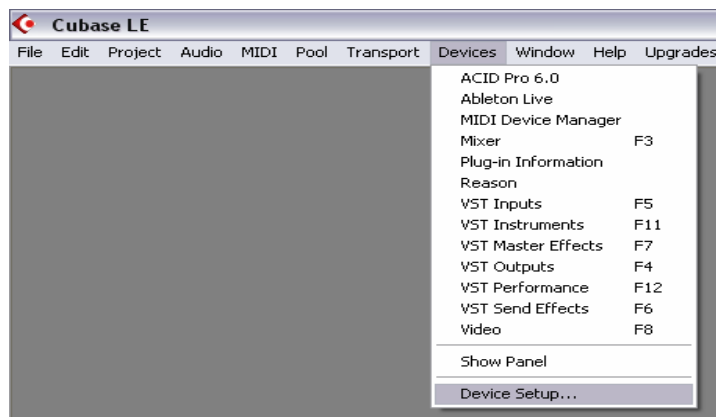 Cubase LE
File Edit Project Audio MIDI Pool Transport Devices Window Help Upgrades
ACID Pro 6.0
Ableton Live
MIDI Device Manager
Mixer F3
Plug-in Information
Reason
VST Inputs F5
VST Instruments F11
VST Master Effects F7
VST Outputs F4
VST Performance F12
VST Send Effects F6
Video F8
Show Panel
Device Setup...